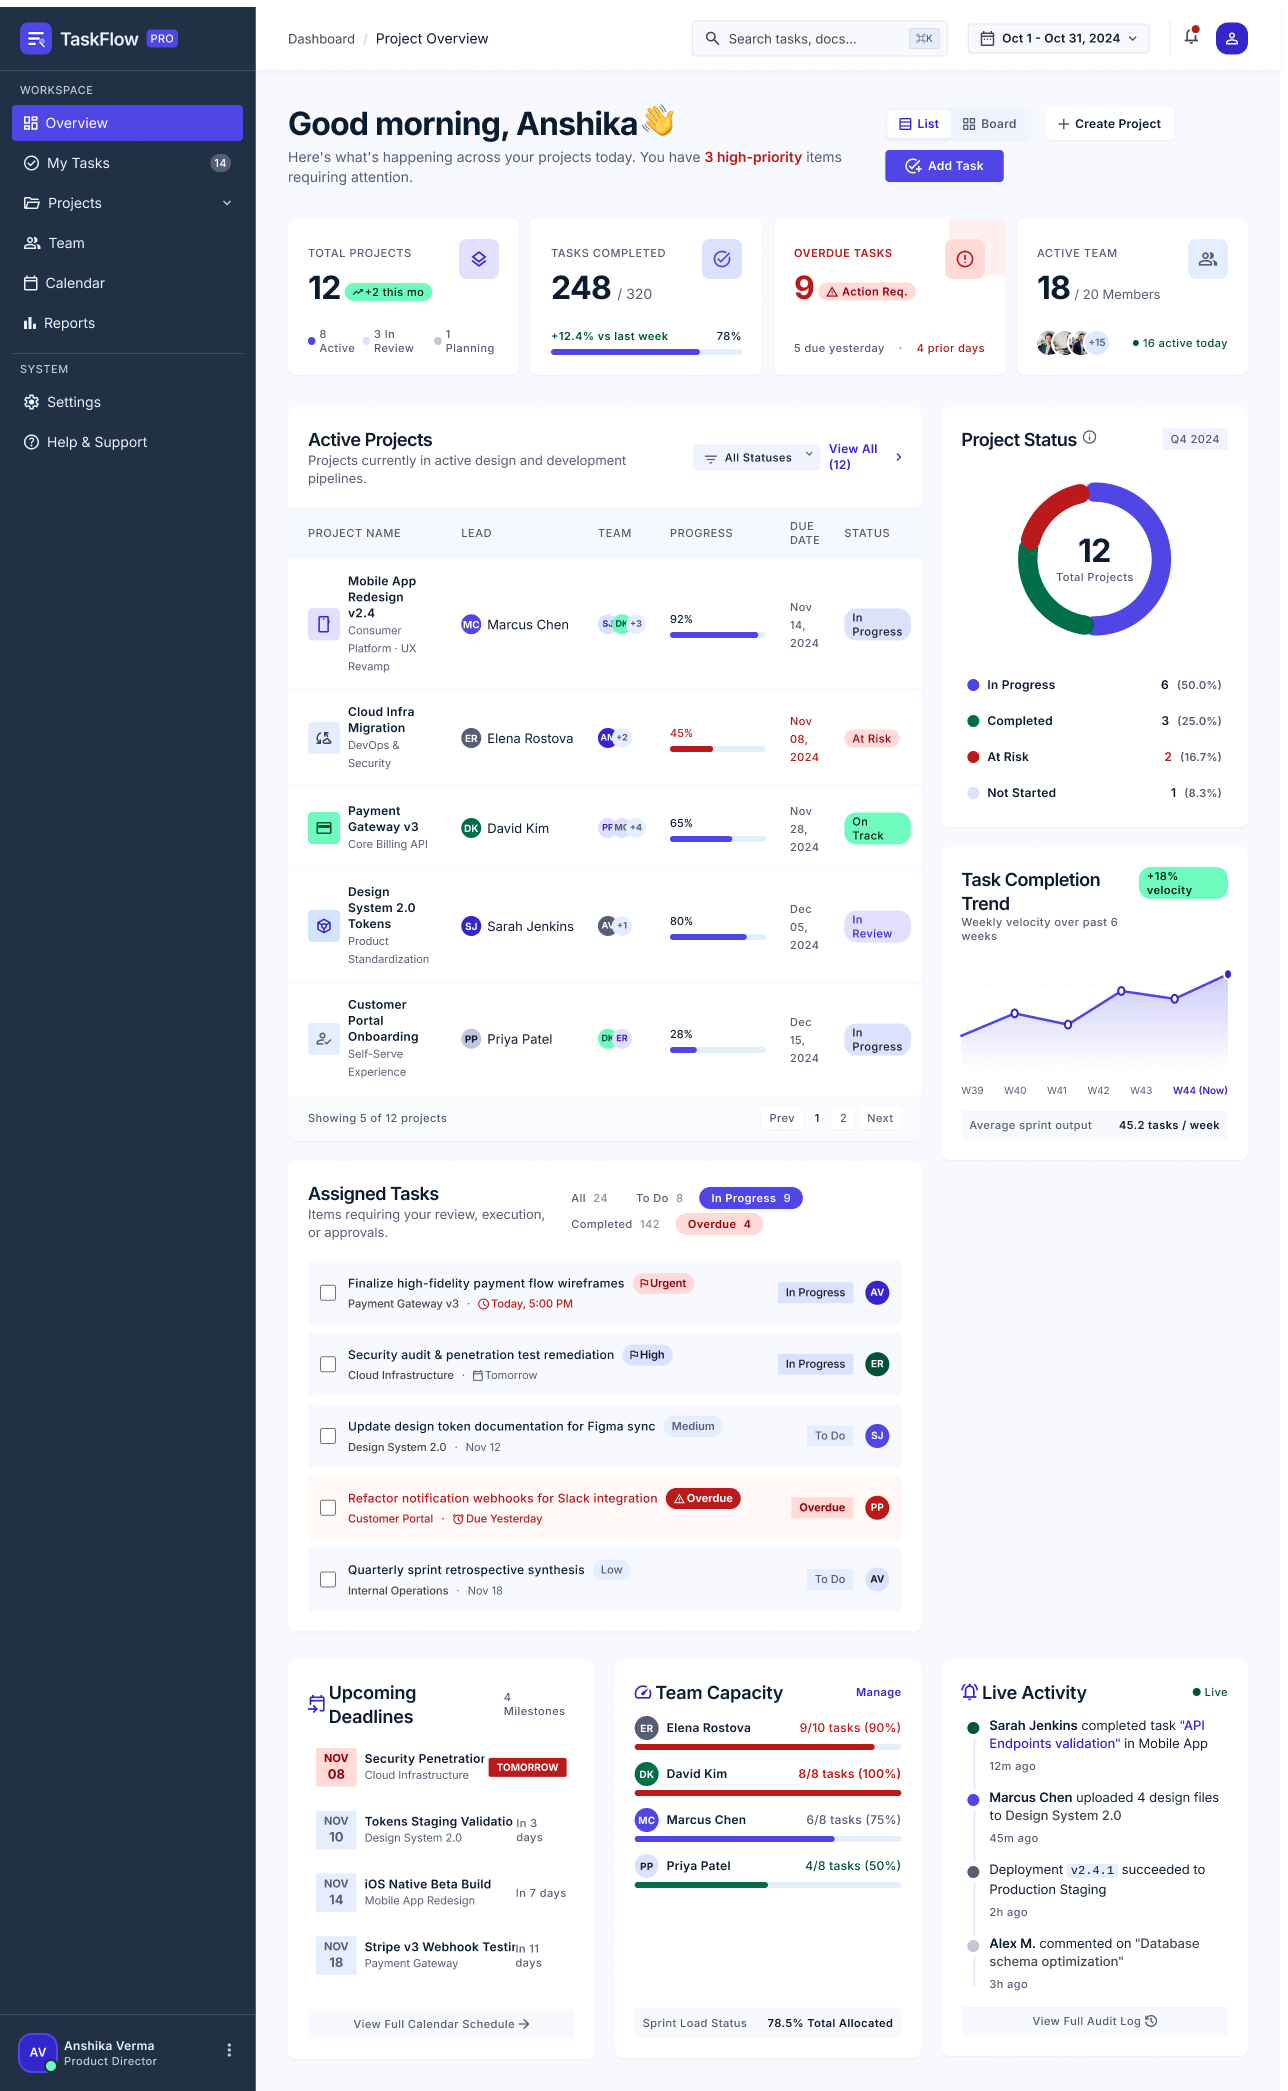 TaskFlow PRO
WORKSPACE
Overview
My Tasks 14
Projects
Team
Calendar
Reports
SYSTEM
Settings
Help & Support
Anshika Verma
AV
Product Director
Dashboard / Project Overview
Search tasks, docs... ⌘K
Oct 1 - Oct 31, 2024
Good morning, Anshika👋
Here's what's happening across your projects today. You have 3 high-priority items
requiring attention.
List Board
Create Project
Add Task
TOTAL PROJECTS
12 +2 this mo
8
Active
3 In
Review
1
Planning
TASKS COMPLETED
248 / 320
+12.4% vs last week 78%
OVERDUE TASKS
9 Action Req.
5 due yesterday · 4 prior days
ACTIVE TEAM
18 / 20 Members
+15 16 active today
Active Projects
Projects currently in active design and development
pipelines.
All Statuses
View All
(12)
PROJECT NAME LEAD TEAM PROGRESS DUE
DATE STATUS
Mobile App
Redesign
v2.4
Consumer
Platform · UX
Revamp
MC Marcus Chen
SJ DK +3
92%
Nov
14,
2024
In
Progress
Cloud Infra
Migration
DevOps &
Security
ER Elena Rostova
AM +2
45%
Nov
08,
2024
At Risk
Payment
Gateway v3
Core Billing API
DK David Kim
PF MC +4
65%
Nov
28,
2024
On
Track
Design
System 2.0
Tokens
Product
Standardization
SJ Sarah Jenkins
AV +1
80%
Dec
05,
2024
In
Review
Customer
Portal
Onboarding
Self-Serve
Experience
PP Priya Patel
DK ER
28%
Dec
15,
2024
In
Progress
Showing 5 of 12 projects Prev 1 2 Next
Project Status Q4 2024
12
Total Projects
In Progress 6 (50.0%)
Completed 3 (25.0%)
At Risk 2 (16.7%)
Not Started 1 (8.3%)
Task Completion
Trend
+18%
velocity
Weekly velocity over past 6
weeks
W39 W40 W41 W42 W43 W44 (Now)
Average sprint output 45.2 tasks / week
Assigned Tasks
Items requiring your review, execution,
or approvals.
All 24 To Do 8 In Progress 9
Completed 142 Overdue 4
Finalize high-fidelity payment flow wireframes Urgent
Payment Gateway v3 · Today, 5:00 PM
In Progress AV
Security audit & penetration test remediation High
Cloud Infrastructure · Tomorrow
In Progress ER
Update design token documentation for Figma sync Medium
Design System 2.0 · Nov 12
To Do SJ
Refactor notification webhooks for Slack integration Overdue
Customer Portal · Due Yesterday
Overdue PP
Quarterly sprint retrospective synthesis Low
Internal Operations · Nov 18
To Do AV
Upcoming
Deadlines
4
Milestones
NOV
08
Security Penetration
Cloud Infrastructure
TOMORROW
NOV
10
Tokens Staging Validatio
Design System 2.0
In 3
days
NOV
14
iOS Native Beta Build
Mobile App Redesign
In 7 days
NOV
18
Stripe v3 Webhook Testin
Payment Gateway
In 11
days
View Full Calendar Schedule
Team Capacity Manage
ER Elena Rostova 9/10 tasks (90%)
DK David Kim 8/8 tasks (100%)
MC Marcus Chen 6/8 tasks (75%)
PP Priya Patel 4/8 tasks (50%)
Sprint Load Status 78.5% Total Allocated
Live Activity Live
Sarah Jenkins completed task "API
Endpoints validation" in Mobile App
12m ago
Marcus Chen uploaded 4 design files
to Design System 2.0
45m ago
Deployment v2.4.1 succeeded to
Production Staging
2h ago
Alex M. commented on "Database
schema optimization"
3h ago
View Full Audit Log